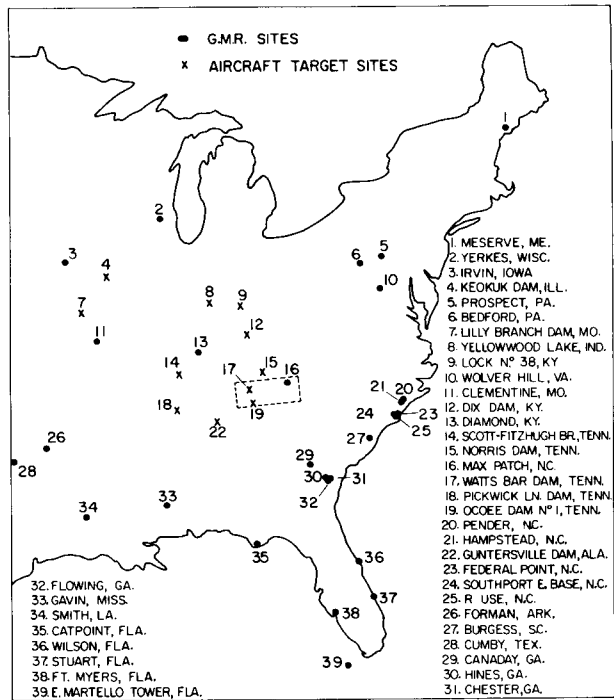 G.M.R. SITES
x AIRCRAFT TARGET SITES
1
2
3
4
5
6
7
8
9
10
11
12
13
14
15
16
17
18
19
20
21
22
23
24
25
26
27
28
29
30
31
32
33
34
35
36
37
38
39
1. MESERVE, ME.
2. YERKES, WISC.
3. IRVIN, IOWA
4. KEOKUK DAM, ILL.
5. PROSPECT, PA.
6. BEDFORD, PA.
7. LILLY BRANCH DAM, MO.
8. YELLOWWOOD LAKE, IND.
9. LOCK Nº 38, KY
10. WOLVER HILL, VA.
11. CLEMENTINE, MO.
12. DIX DAM, KY.
13. DIAMOND, KY.
14. SCOTT-FITZHUGH BR., TENN.
15. NORRIS DAM, TENN.
16. MAX PATCH, NC.
17. WATTS BAR DAM, TENN.
18. PICKWICK LN. DAM, TENN.
19. OCOEE DAM Nº 1, TENN.
20. PENDER, NC.
21. HAMPSTEAD, N.C.
22. GUNTERSVILLE DAM, ALA.
23. FEDERAL POINT, N.C.
24. SOUTHPORT E. BASE, N.C.
25. R USE, N.C.
26. FORMAN, ARK.
27. BURGESS, SC.
28. CUMBY, TEX.
29. CANADAY, GA.
30. HINES, GA.
31. CHESTER, GA.
32. FLOWING, GA.
33. GAVIN, MISS.
34. SMITH, LA.
35. CATPOINT, FLA.
36. WILSON, FLA.
37. STUART, FLA.
38. FT. MYERS, FLA.
39. E. MARTELLO TOWER, FLA.